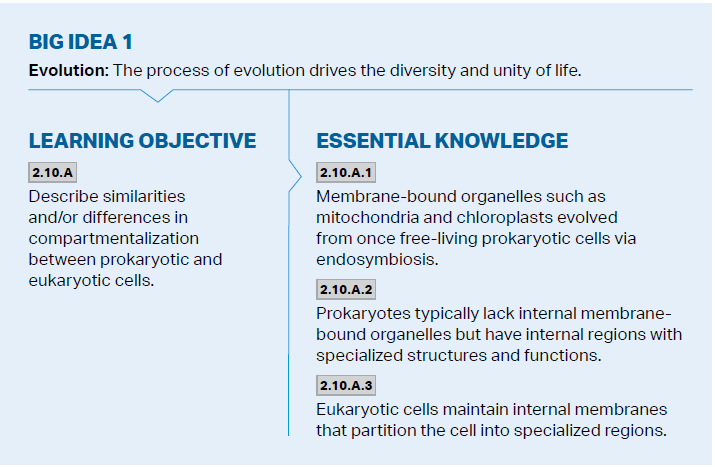 BIG IDEA 1
Evolution: The process of evolution drives the diversity and unity of life.
LEARNING OBJECTIVE
2.10.A
Describe similarities
and/or differences in
compartmentalization
between prokaryotic and
eukaryotic cells.
ESSENTIAL KNOWLEDGE
2.10.A.1
Membrane-bound organelles such as
mitochondria and chloroplasts evolved
from once free-living prokaryotic cells via
endosymbiosis.
2.10.A.2
Prokaryotes typically lack internal membrane-
bound organelles but have internal regions with
specialized structures and functions.
2.10.A.3
Eukaryotic cells maintain internal membranes
that partition the cell into specialized regions.